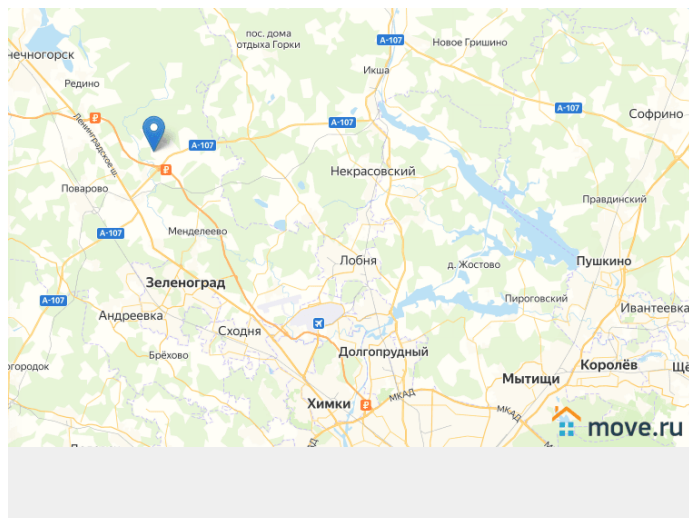 пос. дома
отдыха Горки
А-107
Новое Гришино
нечногорск
Икша
Редино
А-107
Софрино
Ленинградское ш.
₽
А-107
А-107
₽
Некрасовский
Поварово
Правдинский
А-107
Менделеево
Лобня
д. Жостово
Пушкино
Зеленоград
А-107
Пироговский
Ивантеевка
Андреевка
Сходня
Брёхово
Долгопрудный
огородок
Королёв
Щё
Мытищи
МКАД
Химки
₽
МКАД
move.ru